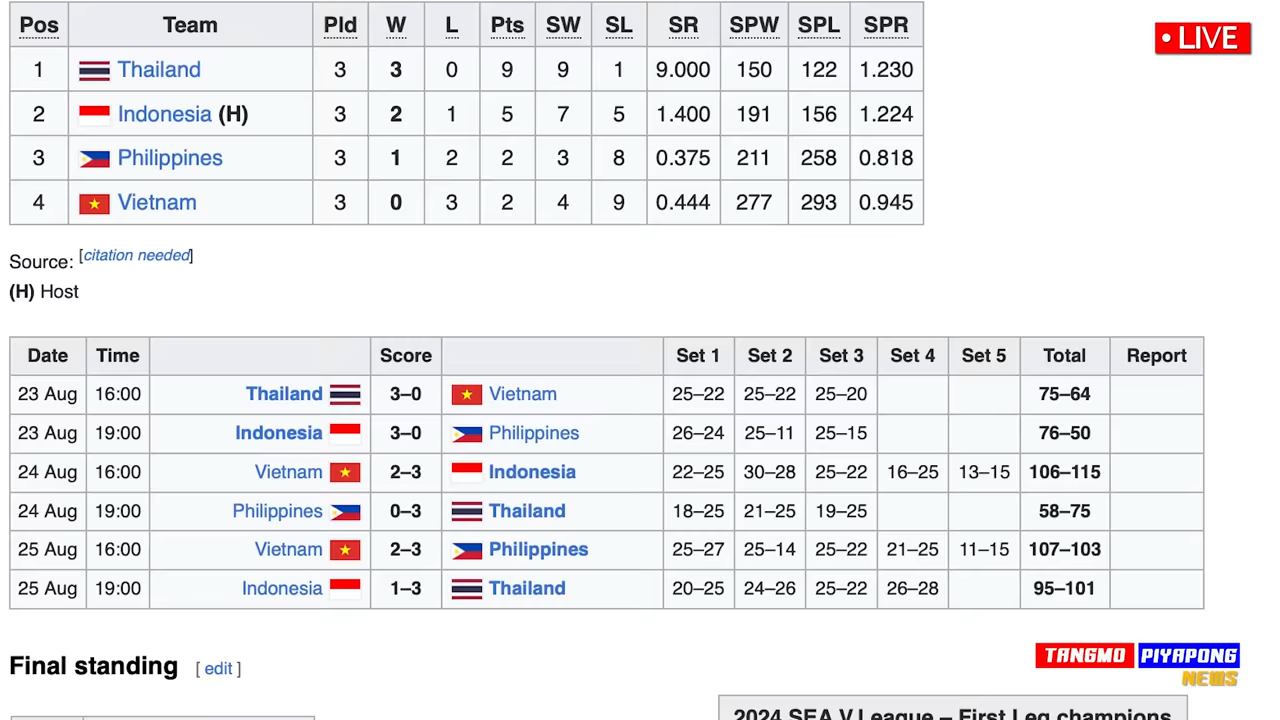 Pos Team Pld W L Pts SW SL SR SPW SPL SPR
• LIVE
1 Thailand 3 3 0 9 9 1 9.000 150 122 1.230
2 Indonesia (H) 3 2 1 5 7 5 1.400 191 156 1.224
3 Philippines 3 1 2 2 3 8 0.375 211 258 0.818
4 Vietnam 3 0 3 2 4 9 0.444 277 293 0.945
Source: [citation needed]
(H) Host
Date Time Score Set 1 Set 2 Set 3 Set 4 Set 5 Total Report
23 Aug 16:00 Thailand 3–0 Vietnam 25–22 25–22 25–20 75–64
23 Aug 19:00 Indonesia 3–0 Philippines 26–24 25–11 25–15 76–50
24 Aug 16:00 Vietnam 2–3 Indonesia 22–25 30–28 25–22 16–25 13–15 106–115
24 Aug 19:00 Philippines 0–3 Thailand 18–25 21–25 19–25 58–75
25 Aug 16:00 Vietnam 2–3 Philippines 25–27 25–14 25–22 21–25 11–15 107–103
25 Aug 19:00 Indonesia 1–3 Thailand 20–25 24–26 25–22 26–28 95–101
Final standing [ edit ]
TANGMO PIYAPONG
NEWS
2024 SEA V.League – First Leg champions